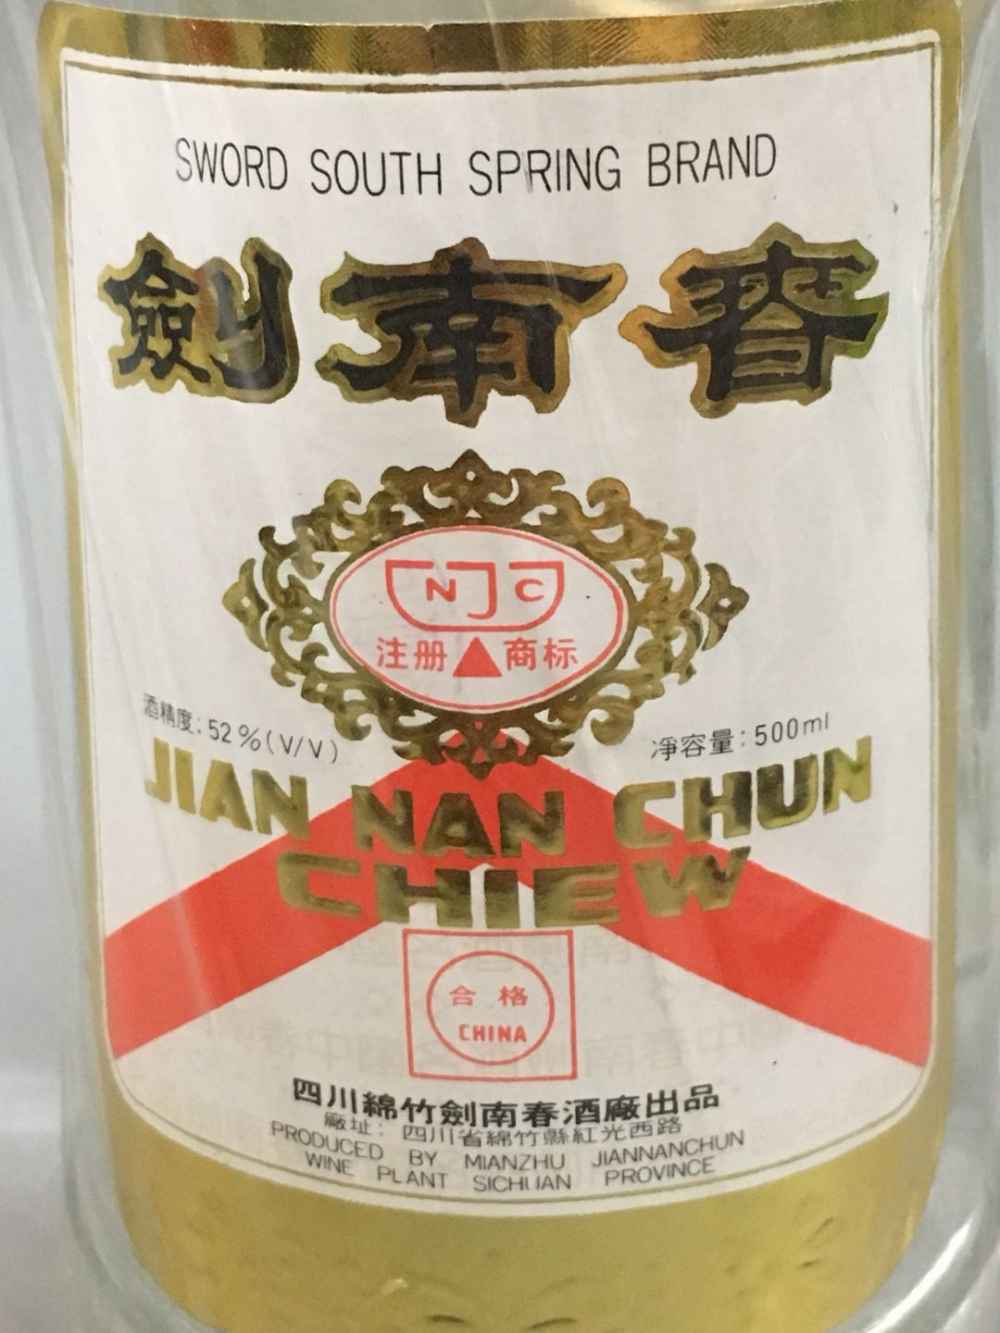 SWORD SOUTH SPRING BRAND
劍南春
NJC
注册▲商标
酒精度:52%(V/V)
凈容量:500ml
JIAN NAN CHUN
CHIEW
合格
CHINA
四川綿竹劍南春酒廠出品
廠址:四川省綿竹縣紅光西路
PRODUCED BY MIANZHU JIANNANCHUN
WINE PLANT SICHUAN PROVINCE